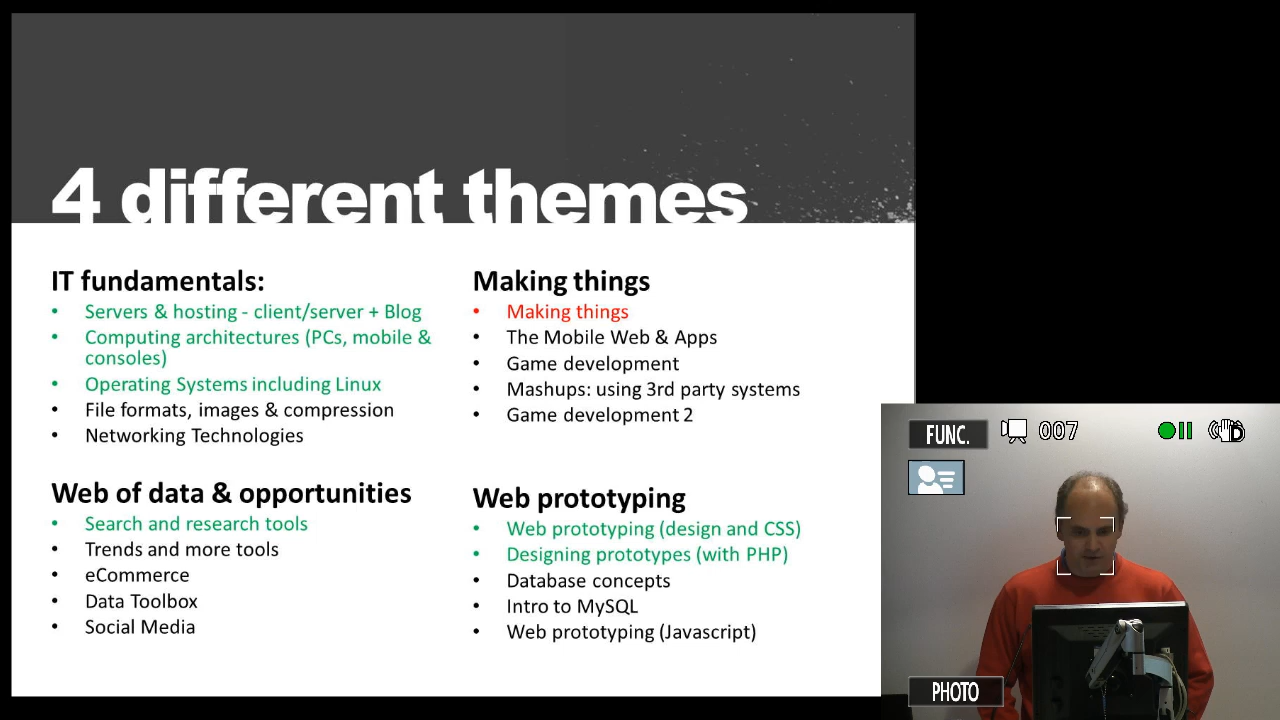 4 different themes
IT fundamentals:
• Servers & hosting - client/server + Blog
• Computing architectures (PCs, mobile &
consoles)
• Operating Systems including Linux
• File formats, images & compression
• Networking Technologies
Web of data & opportunities
• Search and research tools
• Trends and more tools
• eCommerce
• Data Toolbox
• Social Media
Making things
• Making things
• The Mobile Web & Apps
• Game development
• Mashups: using 3rd party systems
• Game development 2
Web prototyping
• Web prototyping (design and CSS)
• Designing prototypes (with PHP)
• Database concepts
• Intro to MySQL
• Web prototyping (Javascript)
FUNC. 007 D
PHOTO